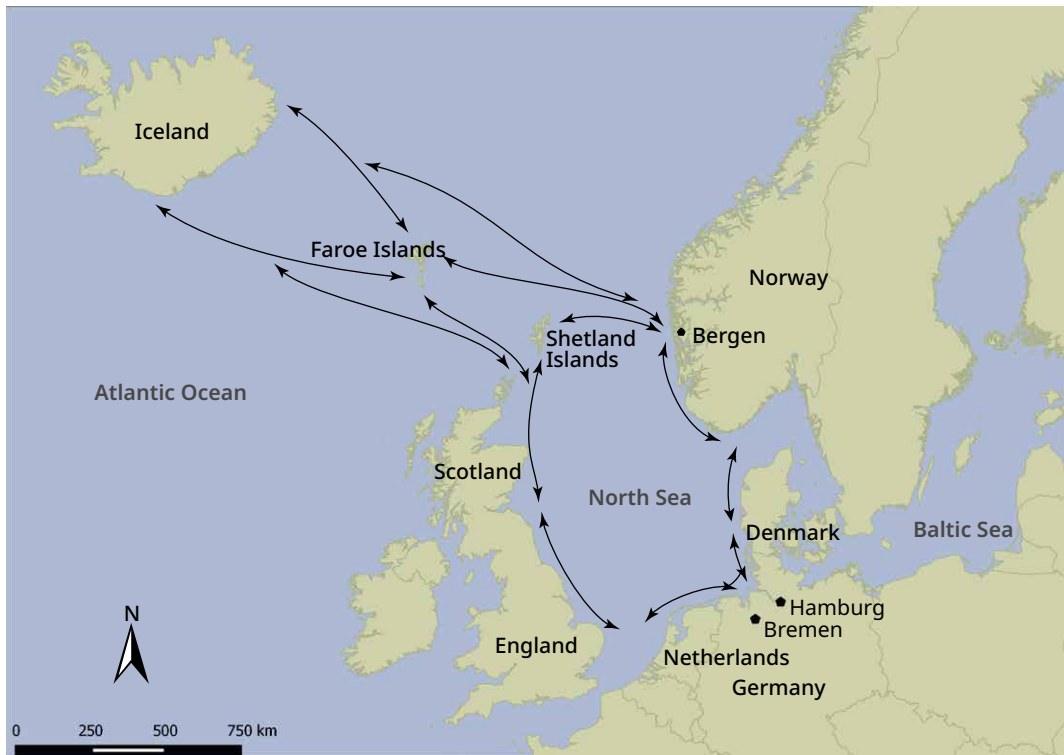 Iceland
Faroe Islands
Norway
Bergen
Shetland
Islands
Atlantic Ocean
Scotland
North Sea
Denmark
Baltic Sea
Hamburg
Bremen
N
England
Netherlands
Germany
0 250 500 750 km